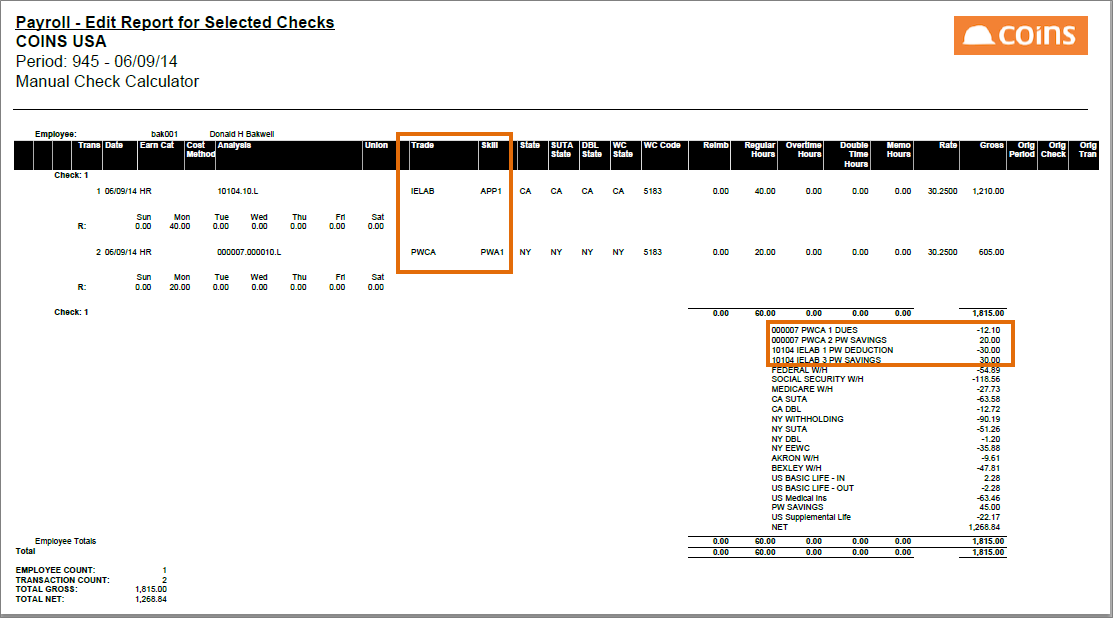 Payroll - Edit Report for Selected Checks
COINS USA
coins
Period: 945 - 06/09/14
Manual Check Calculator
Employee: bak001 Donald H Bakwell
Trans Date Earn Cat Cost Method Analysis Union Trade Skill State SUTA State DBL State WC State WC Code Reimb Regular Hours Overtime Hours Double Time Hours Memo Hours Rate Gross Orig Period Orig Check Orig Tran
Check: 1
1 06/09/14 HR 10104.10.L IELAB APP1 CA CA CA CA 5183 0.00 40.00 0.00 0.00 0.00 30.2500 1,210.00
Sun Mon Tue Wed Thu Fri Sat
R: 0.00 40.00 0.00 0.00 0.00 0.00 0.00
2 06/09/14 HR 000007.000010.L PWCA PWA1 NY NY NY NY 5183 0.00 20.00 0.00 0.00 0.00 30.2500 605.00
Sun Mon Tue Wed Thu Fri Sat
R: 0.00 20.00 0.00 0.00 0.00 0.00 0.00
Check: 1 0.00 60.00 0.00 0.00 0.00 1,815.00
000007 PWCA 1 DUES -12.10
000007 PWCA 2 PW SAVINGS 20.00
10104 IELAB 1 PW DEDUCTION -30.00
10104 IELAB 3 PW SAVINGS 30.00
FEDERAL W/H -54.89
SOCIAL SECURITY W/H -118.56
MEDICARE W/H -27.73
CA SUTA -63.58
CA DBL -12.72
NY WITHHOLDING -90.19
NY SUTA -51.26
NY DBL -1.20
NY EEWC -35.88
AKRON W/H -9.61
BEXLEY W/H -47.81
US BASIC LIFE - IN 2.28
US BASIC LIFE - OUT -2.28
US Medical Ins -63.46
PW SAVINGS 45.00
US Supplemental Life -22.17
NET 1,268.84
Employee Totals 0.00 60.00 0.00 0.00 0.00 1,815.00
Total 0.00 60.00 0.00 0.00 0.00 1,815.00
EMPLOYEE COUNT: 1
TRANSACTION COUNT: 2
TOTAL GROSS: 1,815.00
TOTAL NET: 1,268.84